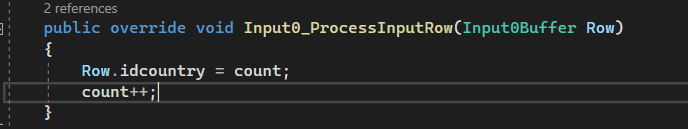 2 references
public override void Input0_ProcessInputRow(Input0Buffer Row)
{
Row.idcountry = count;
count++;
}